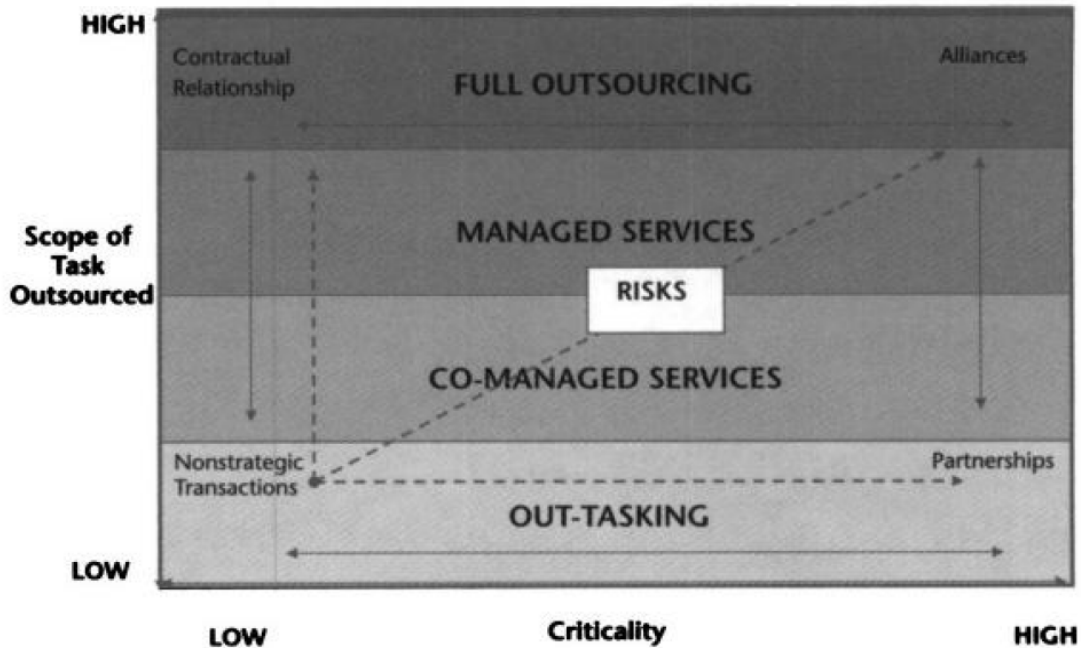 HIGH
Contractual
Relationship
Alliances
FULL OUTSOURCING
Scope of
Task
Outsourced
MANAGED SERVICES
RISKS
CO-MANAGED SERVICES
Nonstrategic
Transactions
Partnerships
OUT-TASKING
LOW
LOW
Criticality
HIGH